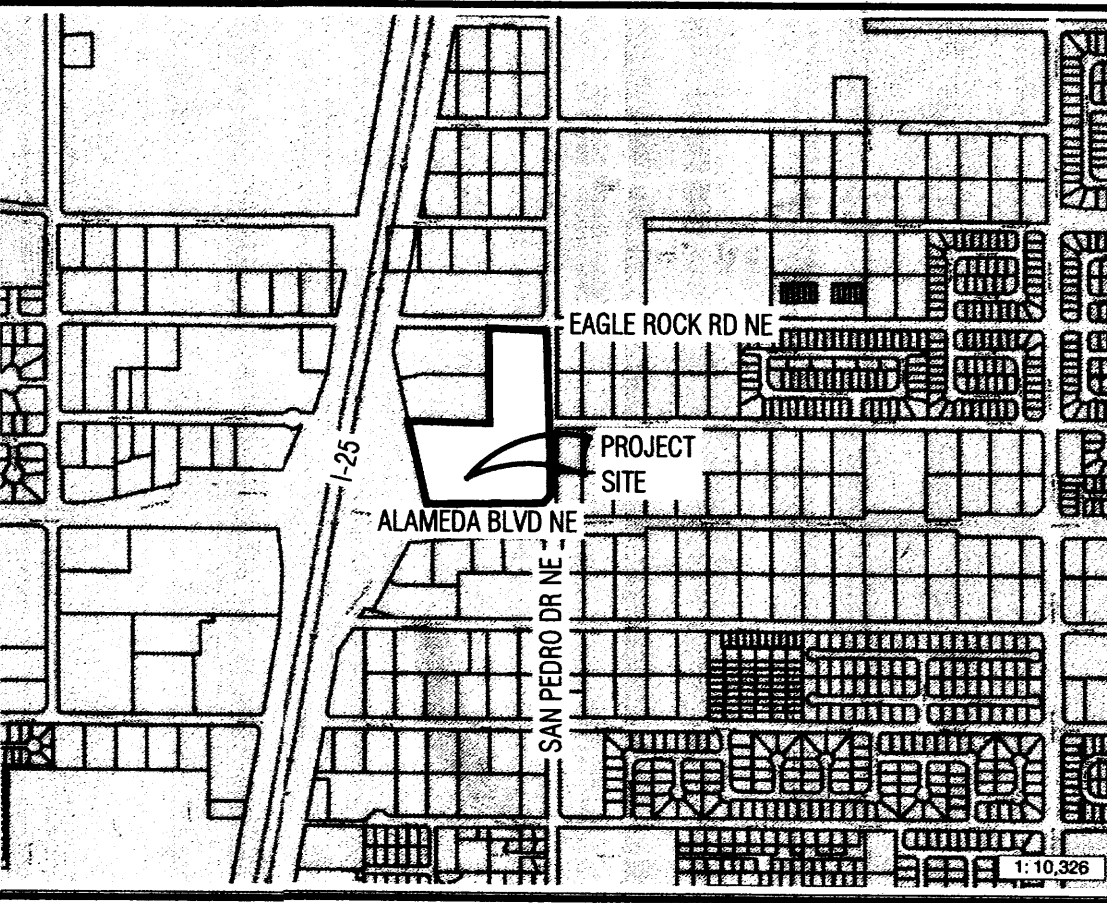 EAGLE ROCK RD NE
PROJECT
SITE
I-25
ALAMEDA BLVD NE
SAN PEDRO DR NE
1: 10,326